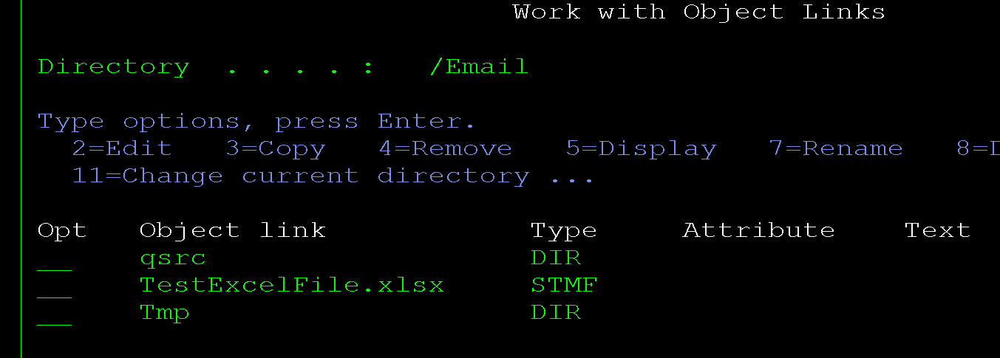 Work with Object Links
Directory . . . . : /Email
Type options, press Enter.
2=Edit 3=Copy 4=Remove 5=Display 7=Rename 8=
11=Change current directory ...
Opt Object link Type Attribute Text
__ qsrc DIR
__ TestExcelFile.xlsx STMF
__ Tmp DIR